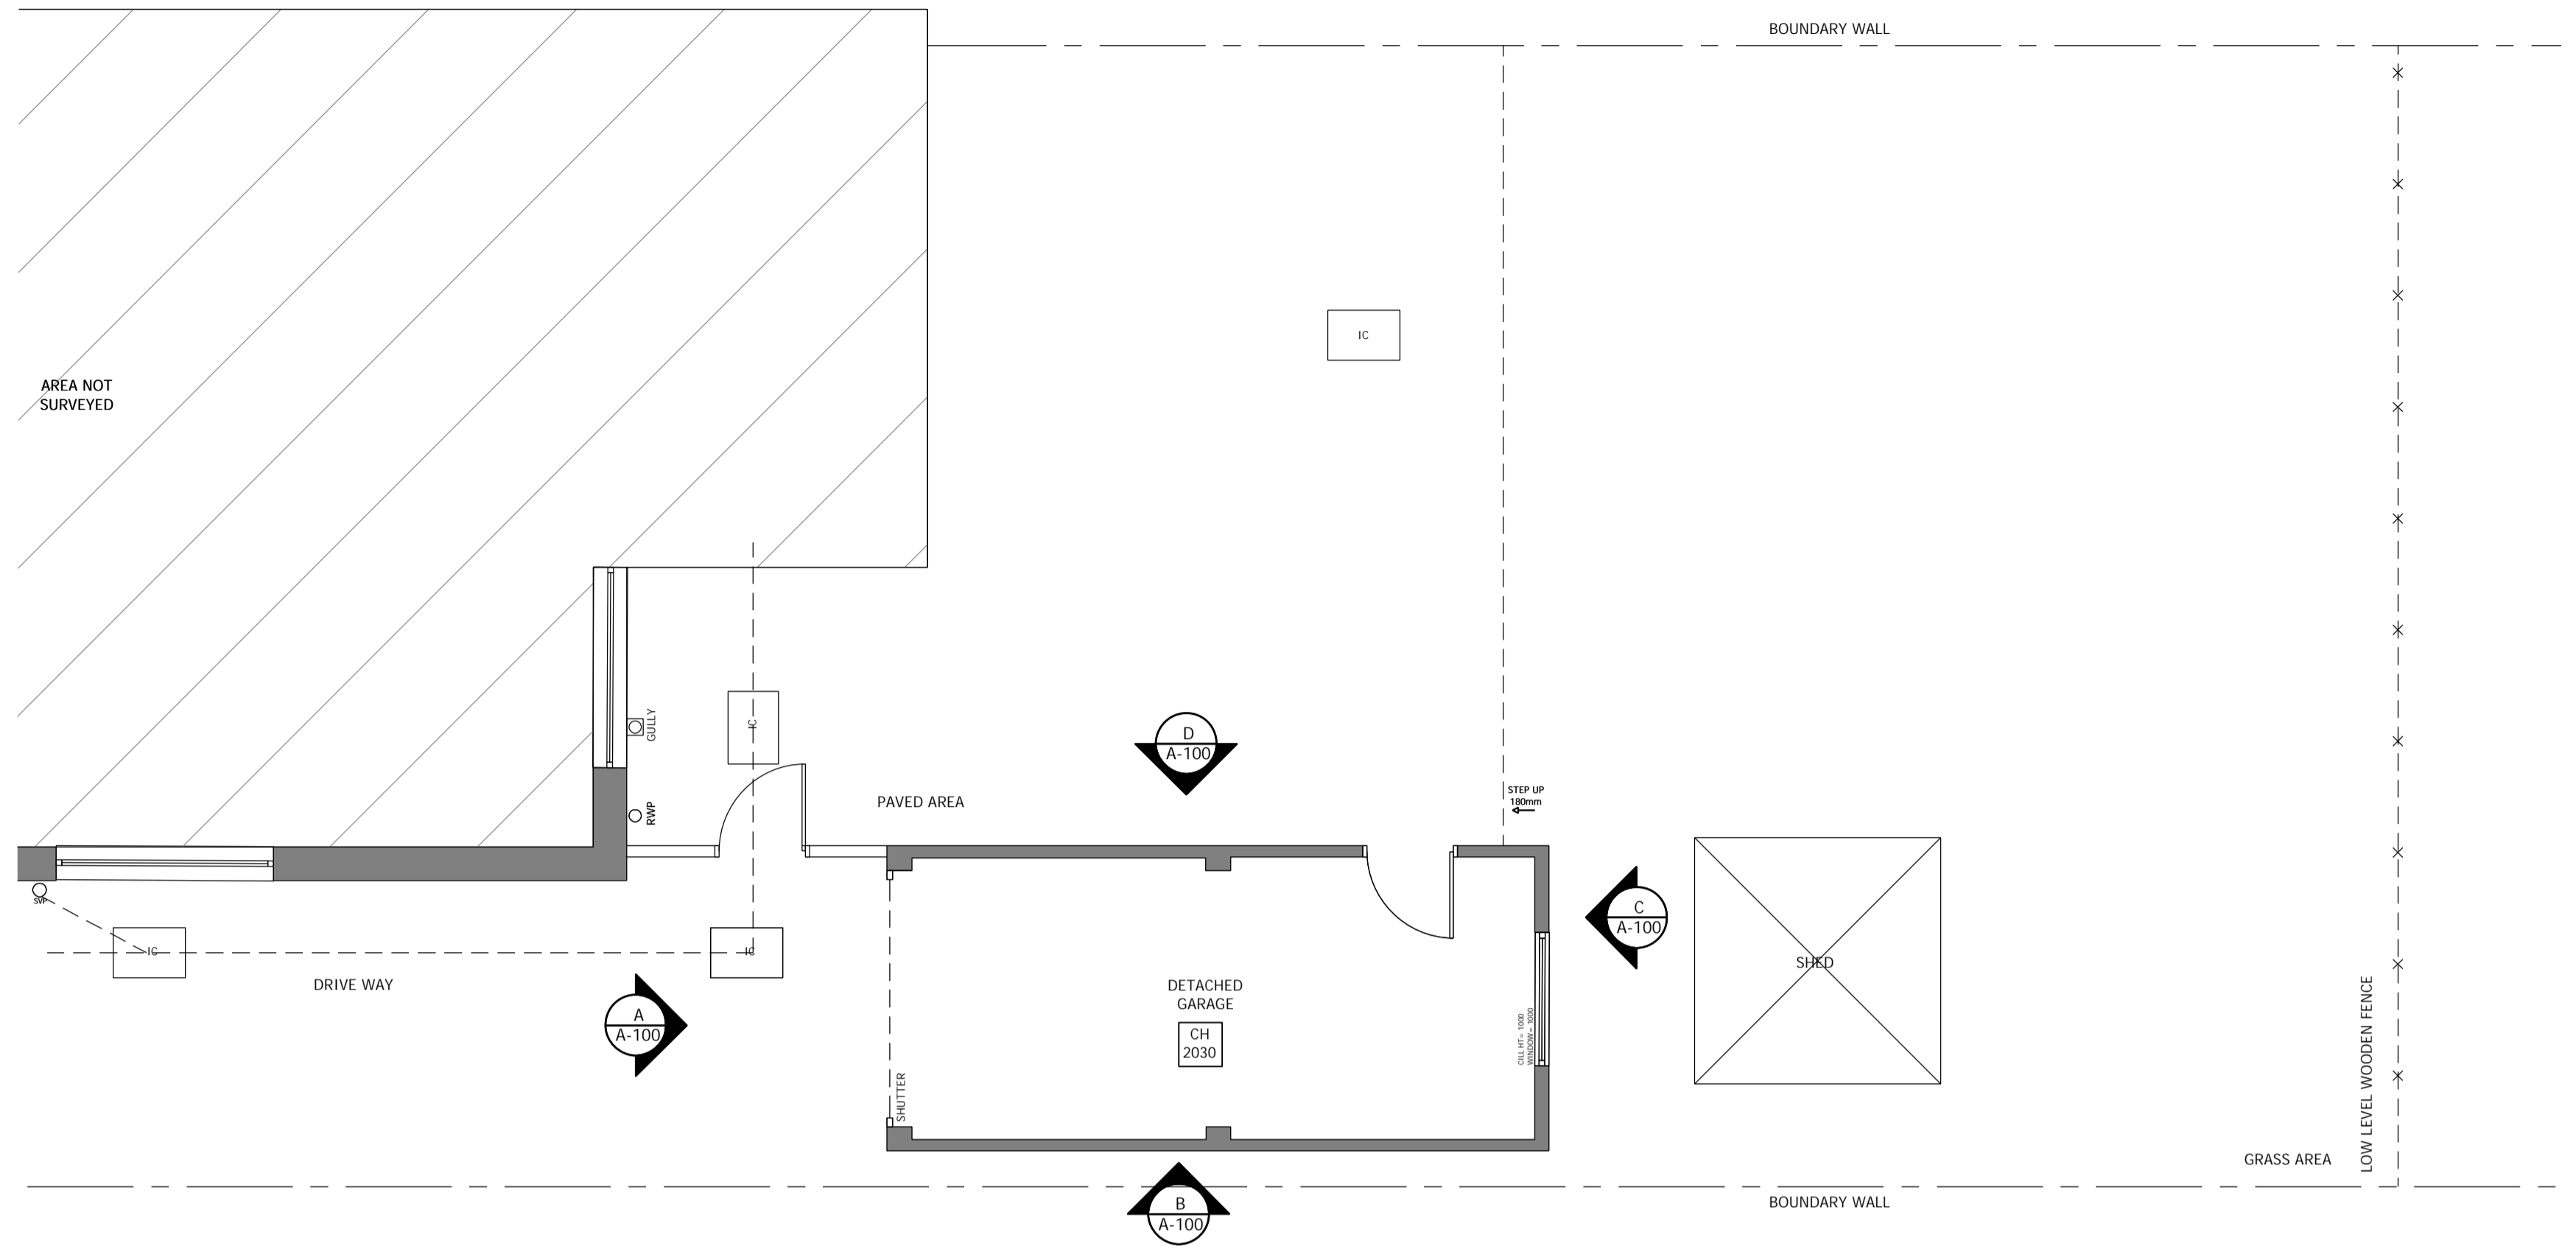 BOUNDARY WALL
IC
AREA NOT
SURVEYED
GULLY
IC
RWP
D
A-100
PAVED AREA
STEP UP
180mm
SVP
IC
IC
DRIVE WAY
A
A-100
DETACHED
GARAGE
CH
2030
SHUTTER
CILL HT= 1000
WINDOW= 1000
C
A-100
SHED
LOW LEVEL WOODEN FENCE
GRASS AREA
B
A-100
BOUNDARY WALL